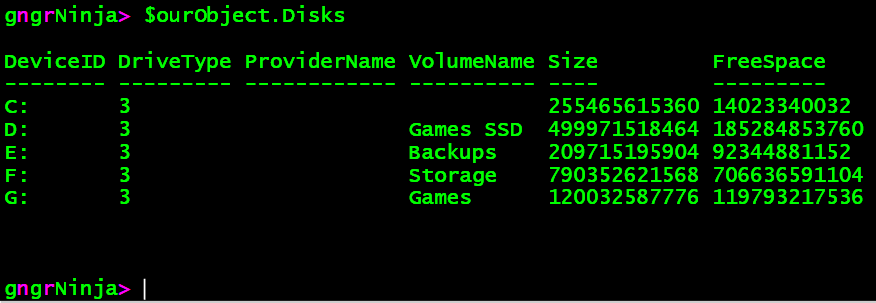 gngrNinja> $ourObject.Disks
DeviceID DriveType ProviderName VolumeName Size FreeSpace
-------- --------- ------------ ---------- ---- ---------
C: 3 255465615360 14023340032
D: 3 Games SSD 499971518464 185284853760
E: 3 Backups 209715195904 92344881152
F: 3 Storage 790352621568 706636591104
G: 3 Games 120032587776 119793217536
gngrNinja>